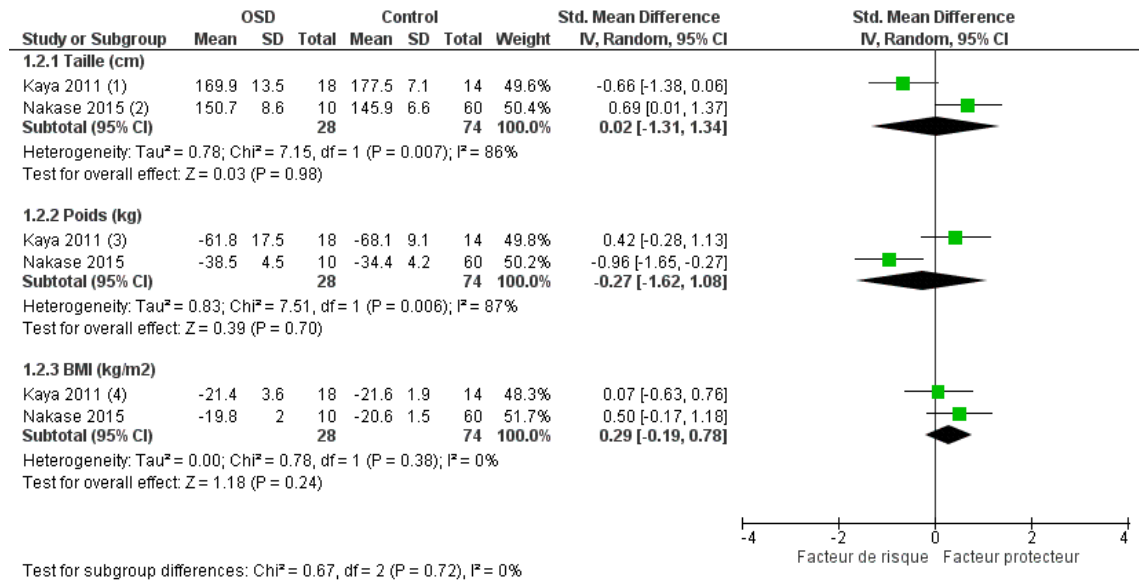 OSD Control Std. Mean Difference Std. Mean Difference
Study or Subgroup Mean SD Total Mean SD Total Weight IV, Random, 95% CI IV, Random, 95% CI
1.2.1 Taille (cm)
Kaya 2011 (1) 169.9 13.5 18 177.5 7.1 14 49.6% -0.66 [-1.38, 0.06]
Nakase 2015 (2) 150.7 8.6 10 145.9 6.6 60 50.4% 0.69 [0.01, 1.37]
Subtotal (95% CI) 28 74 100.0% 0.02 [-1.31, 1.34]
Heterogeneity: Tau² = 0.78; Chi² = 7.15, df = 1 (P = 0.007); I² = 86%
Test for overall effect: Z = 0.03 (P = 0.98)
1.2.2 Poids (kg)
Kaya 2011 (3) -61.8 17.5 18 -68.1 9.1 14 49.8% 0.42 [-0.28, 1.13]
Nakase 2015 -38.5 4.5 10 -34.4 4.2 60 50.2% -0.96 [-1.65, -0.27]
Subtotal (95% CI) 28 74 100.0% -0.27 [-1.62, 1.08]
Heterogeneity: Tau² = 0.83; Chi² = 7.51, df = 1 (P = 0.006); I² = 87%
Test for overall effect: Z = 0.39 (P = 0.70)
1.2.3 BMI (kg/m2)
Kaya 2011 (4) -21.4 3.6 18 -21.6 1.9 14 48.3% 0.07 [-0.63, 0.76]
Nakase 2015 -19.8 2 10 -20.6 1.5 60 51.7% 0.50 [-0.17, 1.18]
Subtotal (95% CI) 28 74 100.0% 0.29 [-0.19, 0.78]
Heterogeneity: Tau² = 0.00; Chi² = 0.78, df = 1 (P = 0.38); I² = 0%
Test for overall effect: Z = 1.18 (P = 0.24)
-4 -2 0 2 4
Facteur de risque Facteur protecteur
Test for subgroup differences: Chi² = 0.67, df = 2 (P = 0.72), I² = 0%